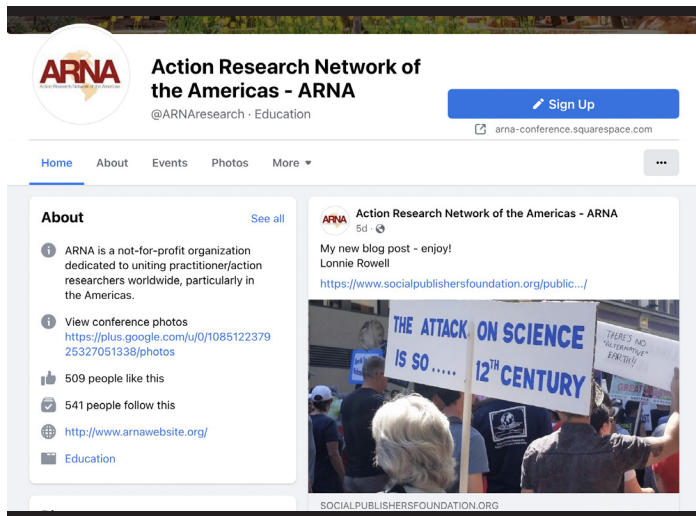 ARNA
Action Research Network of the Americas
Action Research Network of
the Americas - ARNA
@ARNAresearch · Education
Sign Up
arna-conference.squarespace.com
Home About Events Photos More
About See all
ARNA is a not-for-profit organization
dedicated to uniting practitioner/action
researchers worldwide, particularly in
the Americas.
View conference photos
https://plus.google.com/u/0/1085122379
25327051338/photos
509 people like this
541 people follow this
http://www.arnawebsite.org/
Education
ARNA
Action Research Network of the Americas - ARNA
5d ·
My new blog post - enjoy!
Lonnie Rowell
https://www.socialpublishersfoundation.org/public.../
THE ATTACK ON SCIENCE
IS SO ..... 12TH CENTURY
THERE'S NO
"ALTERNATIVE"
EARTH!!
GREAT
SOCIALPUBLISHERSFOUNDATION.ORG